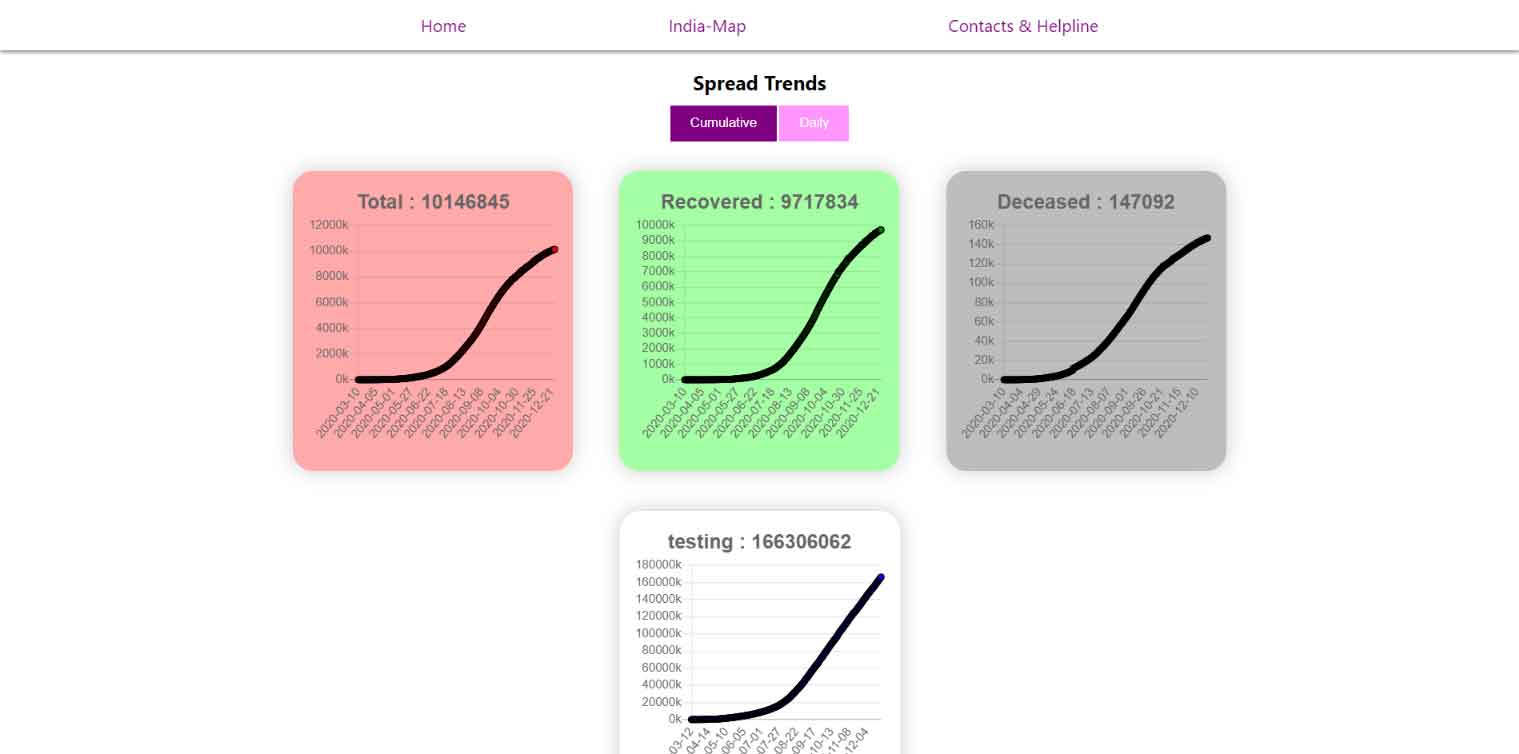 Home India-Map Contacts & Helpline
Spread Trends
Cumulative Daily
Total : 10146845
12000k
10000k
8000k
6000k
4000k
2000k
0k
2020-03-10 2020-04-05 2020-05-01 2020-05-27 2020-06-22 2020-07-18 2020-08-13 2020-09-08 2020-10-04 2020-10-30 2020-11-25 2020-12-21
Recovered : 9717834
10000k
9000k
8000k
7000k
6000k
5000k
4000k
3000k
2000k
1000k
0k
2020-03-10 2020-04-05 2020-05-01 2020-05-27 2020-06-22 2020-07-18 2020-08-13 2020-09-08 2020-10-04 2020-10-30 2020-11-25 2020-12-21
Deceased : 147092
160k
140k
120k
100k
80k
60k
40k
20k
0k
2020-03-10 2020-04-04 2020-04-29 2020-05-24 2020-06-18 2020-07-13 2020-08-07 2020-09-01 2020-09-26 2020-10-21 2020-11-15 2020-12-10
testing : 166306062
180000k
160000k
140000k
120000k
100000k
80000k
60000k
40000k
20000k
0k
03-12 04-14 05-10 06-05 07-01 07-27 08-22 09-17 10-13 11-08 12-04